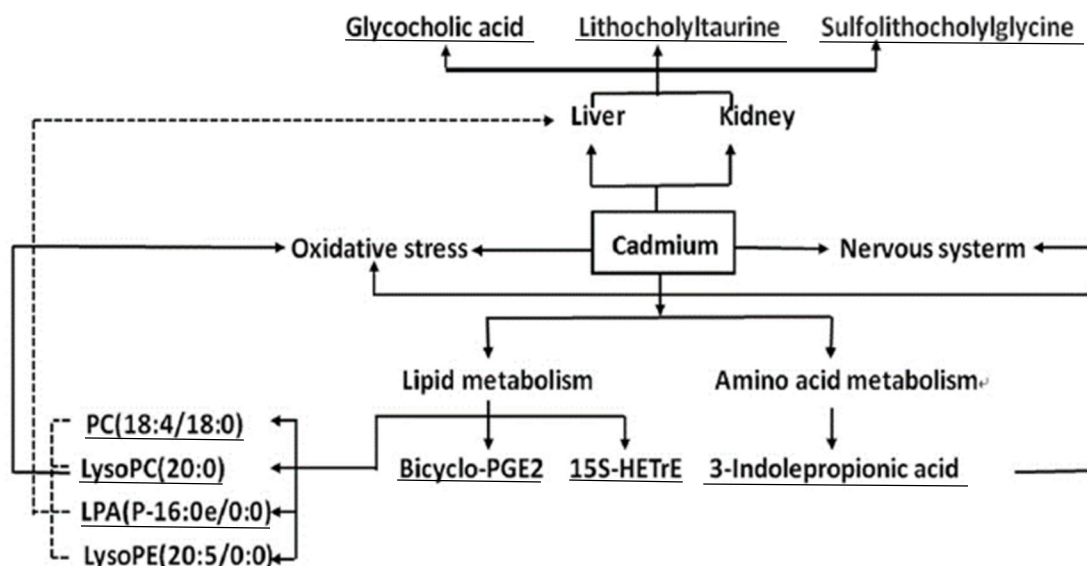 Glycocholic acid Lithocholyltaurine Sulfolithocholylglycine
Liver Kidney
Oxidative stress Cadmium Nervous systerm
Lipid metabolism Amino acid metabolism
PC(18:4/18:0)
LysoPC(20:0) Bicyclo-PGE2 15S-HETrE 3-Indolepropionic acid
LPA(P-16:0e/0:0)
LysoPE(20:5/0:0)